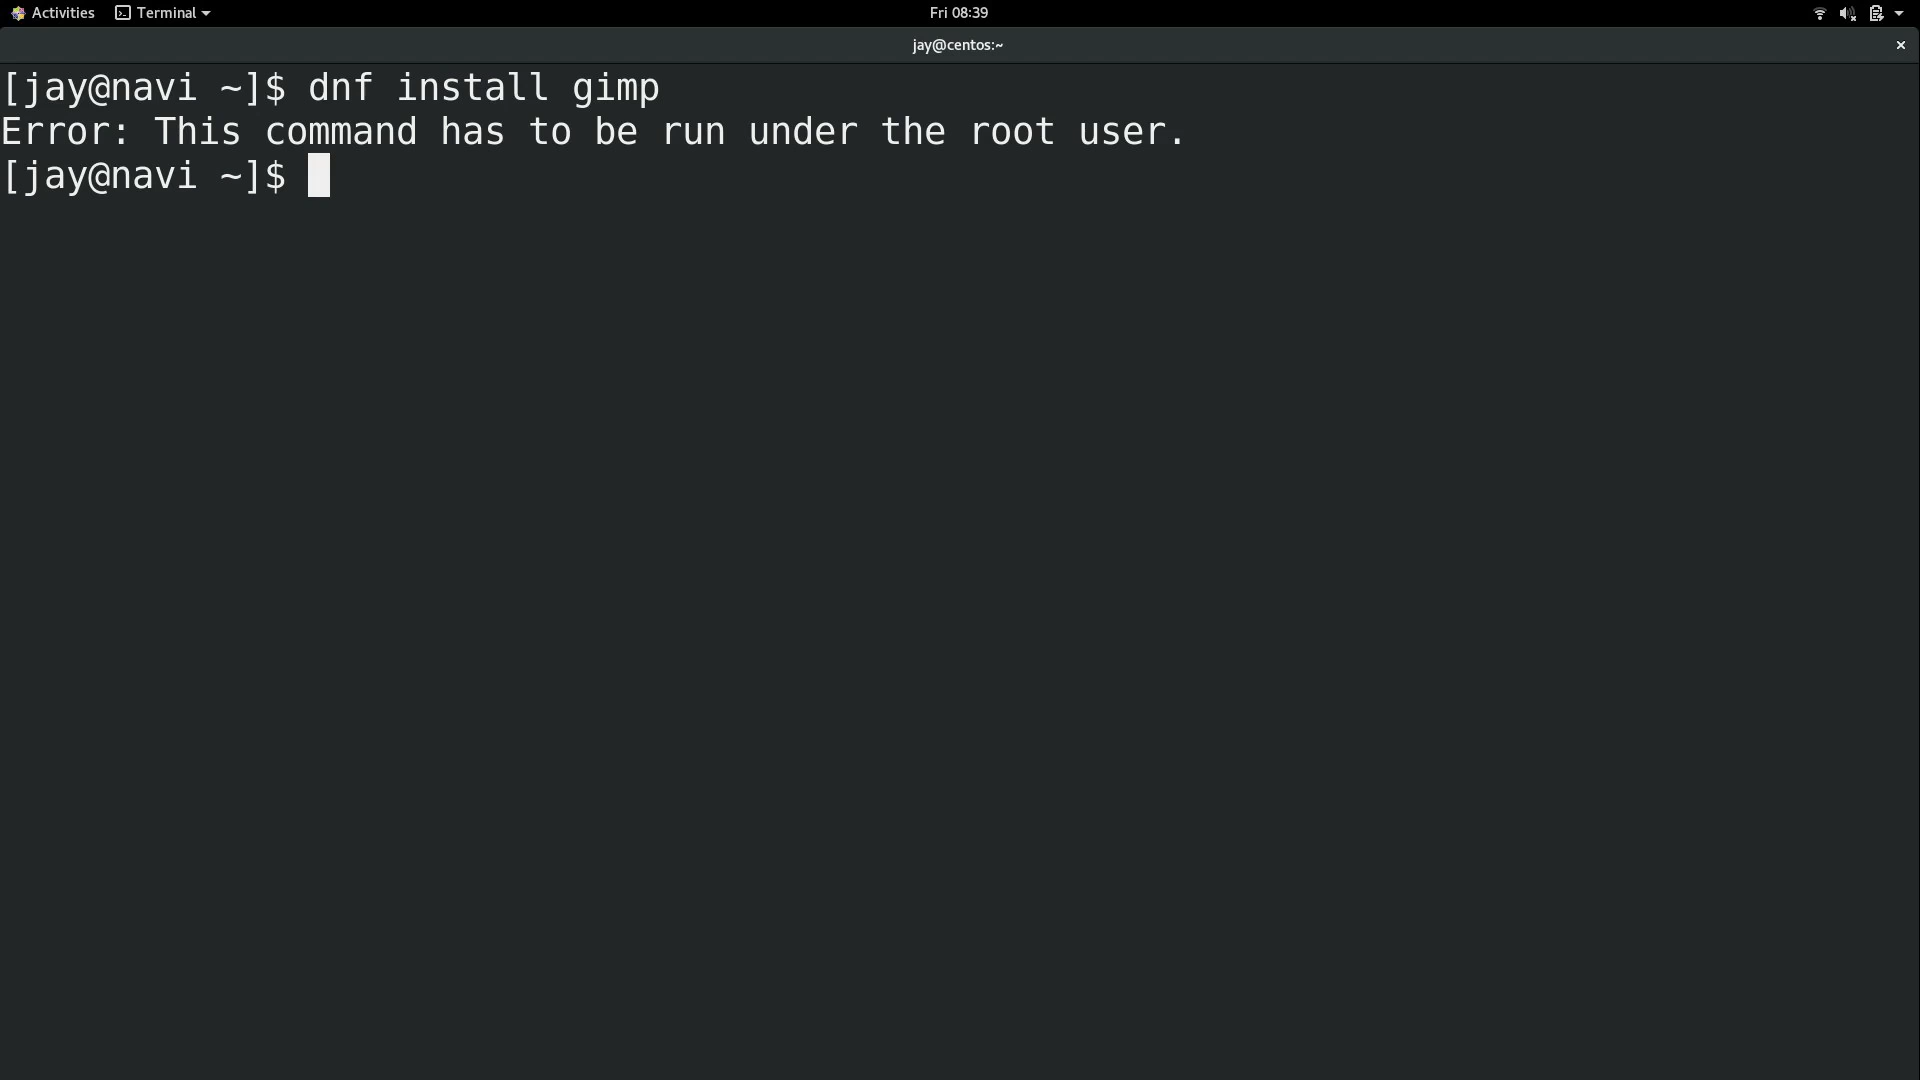 Activities Terminal Fri 08:39
jay@centos:~
[jay@navi ~]$ dnf install gimp
Error: This command has to be run under the root user.
[jay@navi ~]$